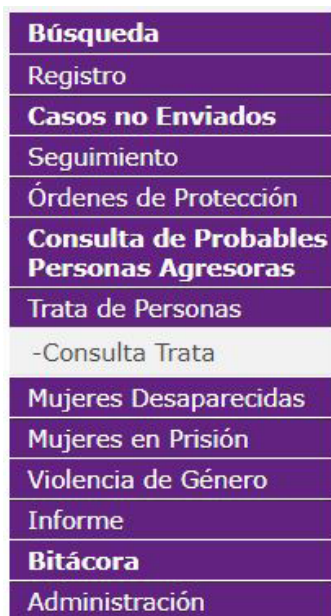 Búsqueda
Registro
Casos no Enviados
Seguimiento
Órdenes de Protección
Consulta de Probables
Personas Agresoras
Trata de Personas
-Consulta Trata
Mujeres Desaparecidas
Mujeres en Prisión
Violencia de Género
Informe
Bitácora
Administración